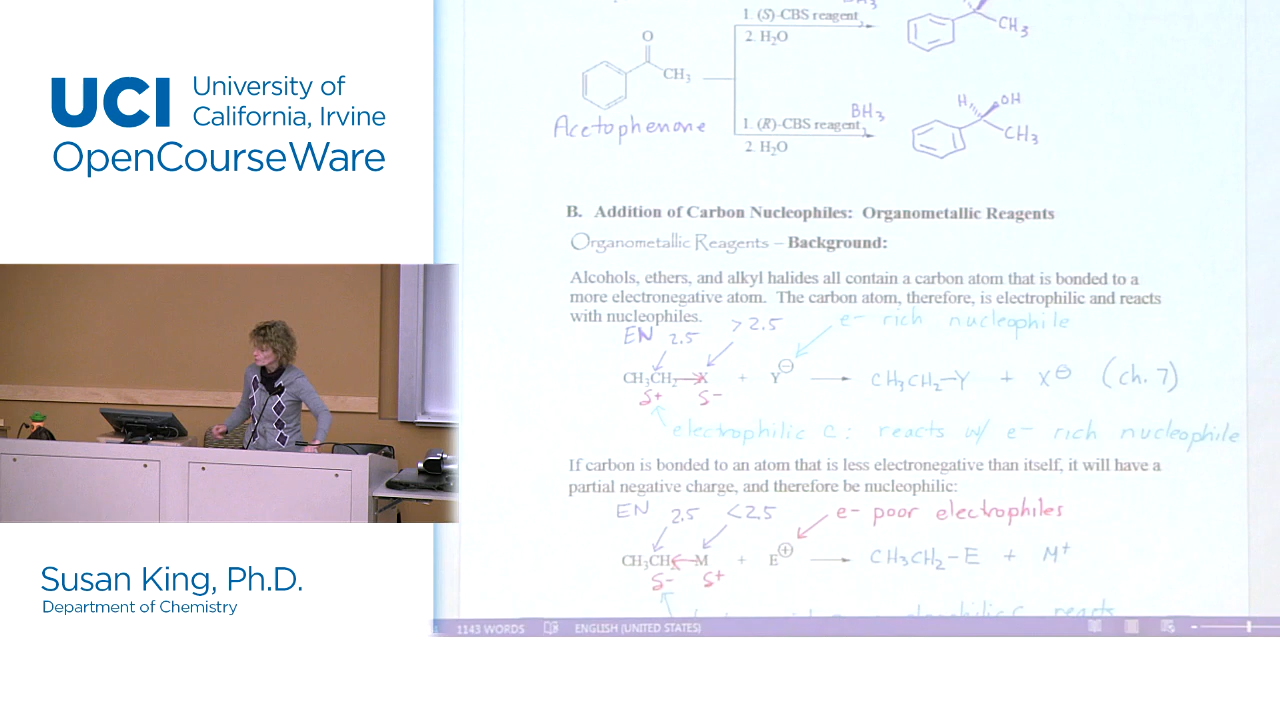 UCI University of
California, Irvine
OpenCourseWare
Susan King, Ph.D.
Department of Chemistry
1. (S)-CBS reagent,
2. H2O
CH3
O
CH3
Acetophenone
BH3
1. (R)-CBS reagent,
2. H2O
H OH
CH3
B. Addition of Carbon Nucleophiles: Organometallic Reagents
Organometallic Reagents – Background:
Alcohols, ethers, and alkyl halides all contain a carbon atom that is bonded to a
more electronegative atom. The carbon atom, therefore, is electrophilic and reacts
with nucleophiles.
EN 2.5 > 2.5 e- rich nucleophile
CH3CH2 X + Y⊖ CH3CH2-Y + X⊖ (ch. 7)
δ+ δ-
electrophilic C: reacts w/ e- rich nucleophile
If carbon is bonded to an atom that is less electronegative than itself, it will have a
partial negative charge, and therefore be nucleophilic:
EN 2.5 <2.5 e- poor electrophiles
CH3CH M + E⊕ CH3CH2-E + M+
δ- δ+
reacts
1143 WORDS ENGLISH (UNITED STATES)